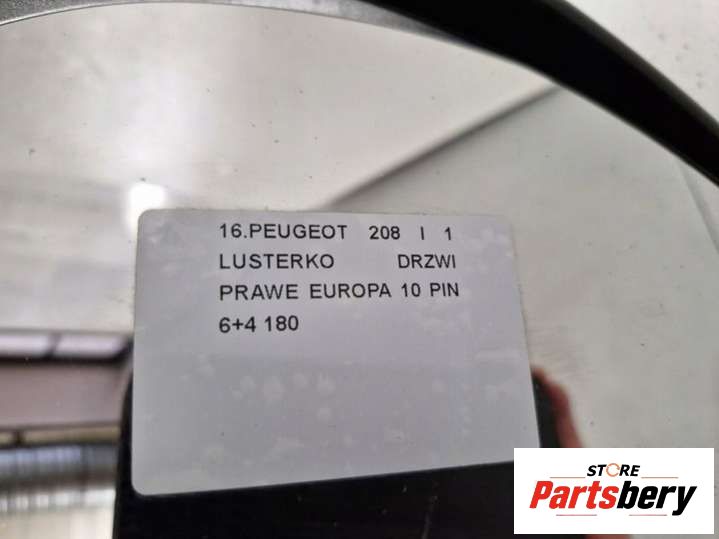 16.PEUGEOT 208 I 1
LUSTERKO DRZWI
PRAWE EUROPA 10 PIN
6+4 180
STORE
Partsbery